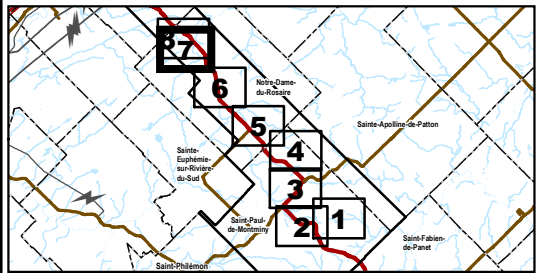 8
7
6
Notre-Dame-
du-Rosaire
5
Sainte-Apolline-de-Patton
4
Sainte-
Euphémie-
sur-Rivière-
du-Sud
3
Saint-Paul-
de-Montminy
2
1
Saint-Fabien-
de-Panet
Saint-Philémon